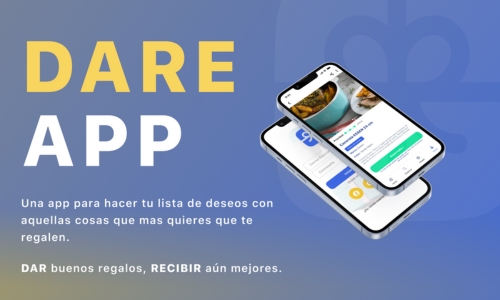 DARE
APP
Una app para hacer tu lista de deseos con
aquellas cosas que mas quieres que te
regalen.
DAR buenos regalos, RECIBIR aún mejores.